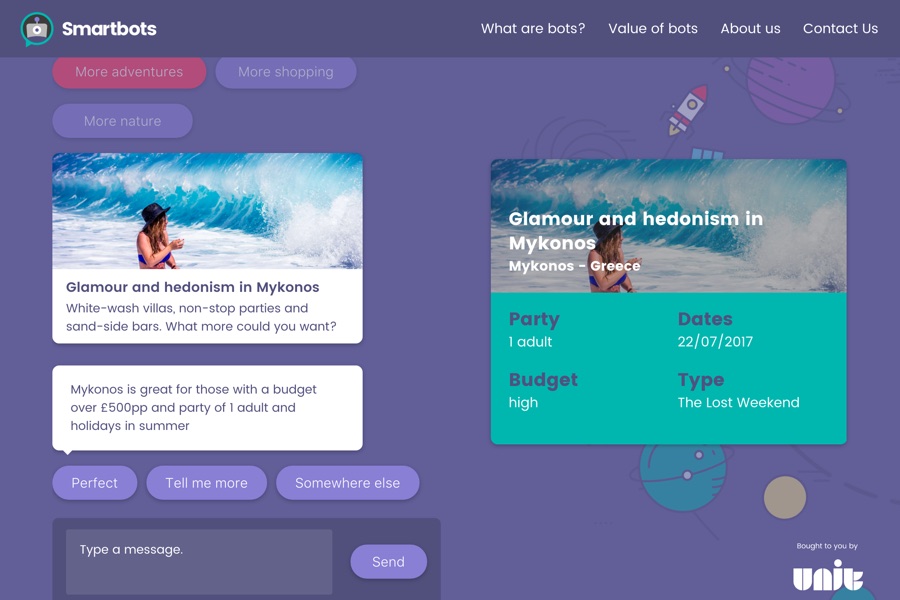 Smartbots
What are bots?
Value of bots
About us
Contact Us
More adventures
More shopping
More nature
Glamour and hedonism in Mykonos
White-wash villas, non-stop parties and
sand-side bars. What more could you want?
Mykonos is great for those with a budget
over £500pp and party of 1 adult and
holidays in summer
Perfect
Tell me more
Somewhere else
Type a message.
Send
Glamour and hedonism in
Mykonos
Mykonos - Greece
Party
1 adult
Dates
22/07/2017
Budget
high
Type
The Lost Weekend
Bought to you by
unit